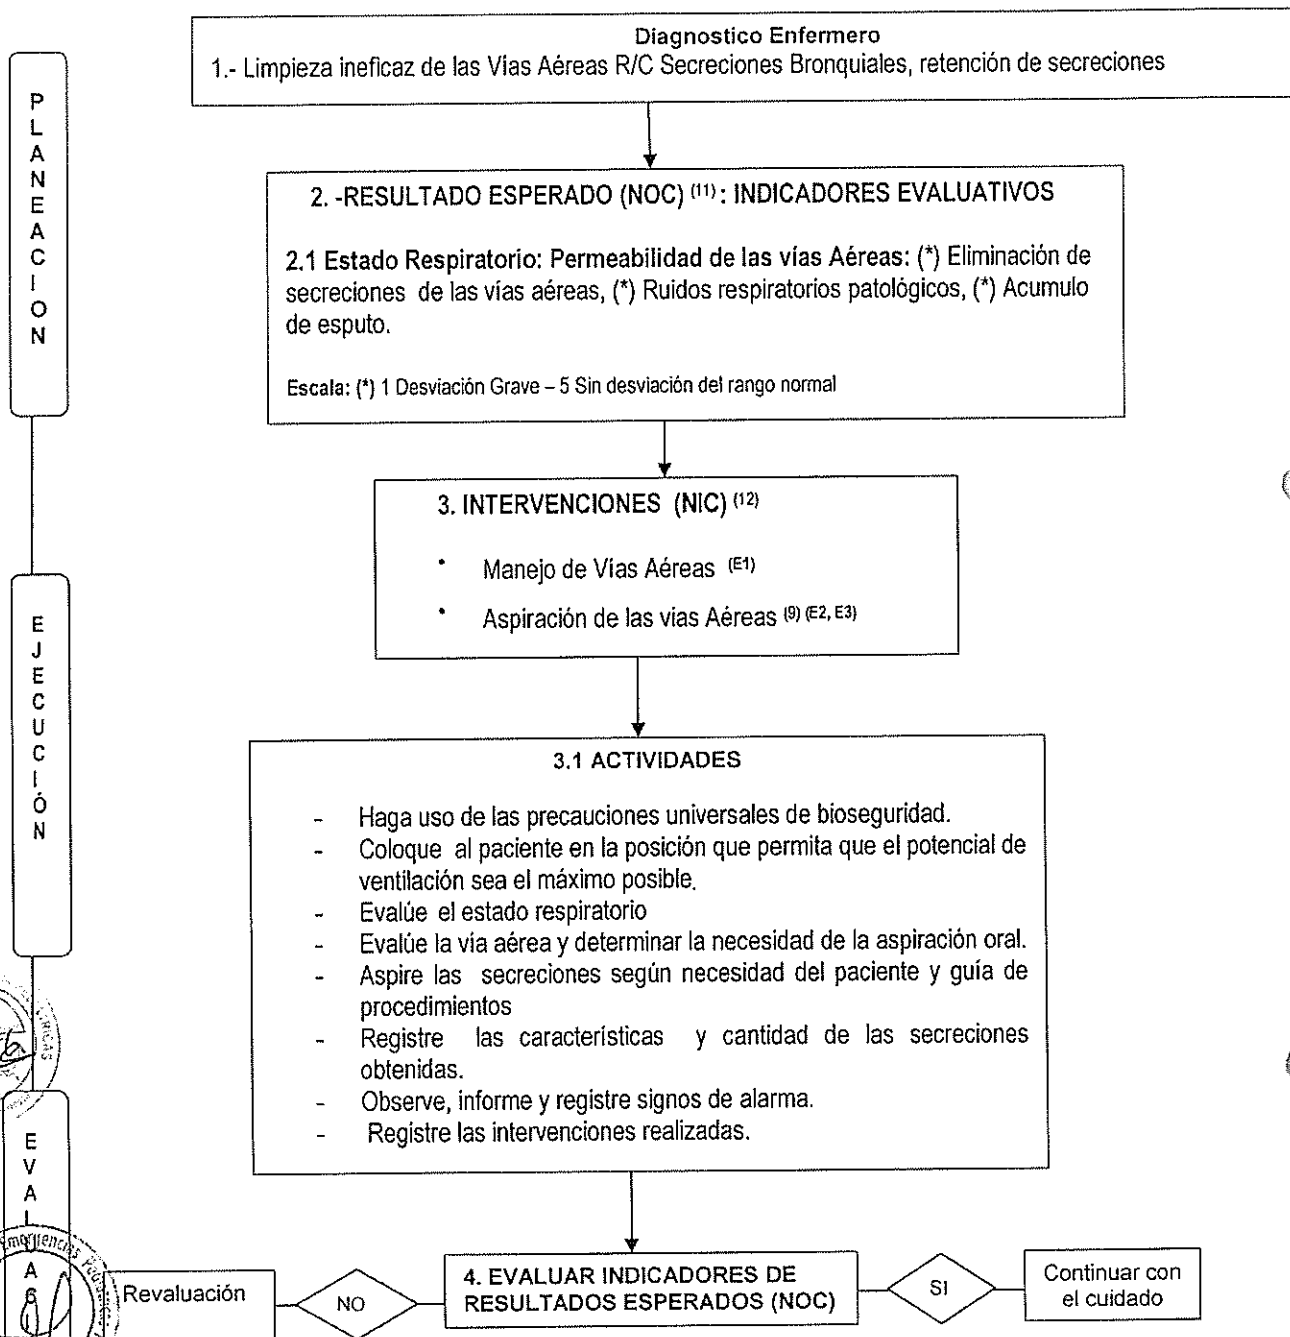 Diagnostico Enfermero
1.- Limpieza ineficaz de las Vías Aéreas R/C Secreciones Bronquiales, retención de secreciones
PLANEACION
2. -RESULTADO ESPERADO (NOC) (11) : INDICADORES EVALUATIVOS
2.1 Estado Respiratorio: Permeabilidad de las vías Aéreas: (*) Eliminación de
secreciones de las vías aéreas, (*) Ruidos respiratorios patológicos, (*) Acumulo
de esputo.
Escala: (*) 1 Desviación Grave – 5 Sin desviación del rango normal
3. INTERVENCIONES (NIC) (12)
• Manejo de Vías Aéreas (E1)
• Aspiración de las vías Aéreas (9) (E2, E3)
EJECUCIÓN
3.1 ACTIVIDADES
- Haga uso de las precauciones universales de bioseguridad.
- Coloque al paciente en la posición que permita que el potencial de
ventilación sea el máximo posible.
- Evalúe el estado respiratorio
- Evalúe la vía aérea y determinar la necesidad de la aspiración oral.
- Aspire las secreciones según necesidad del paciente y guía de
procedimientos
- Registre las características y cantidad de las secreciones
obtenidas.
- Observe, informe y registre signos de alarma.
- Registre las intervenciones realizadas.
EVALUA
Emergencias
Revaluación
NO
4. EVALUAR INDICADORES DE
RESULTADOS ESPERADOS (NOC)
SI
Continuar con
el cuidado